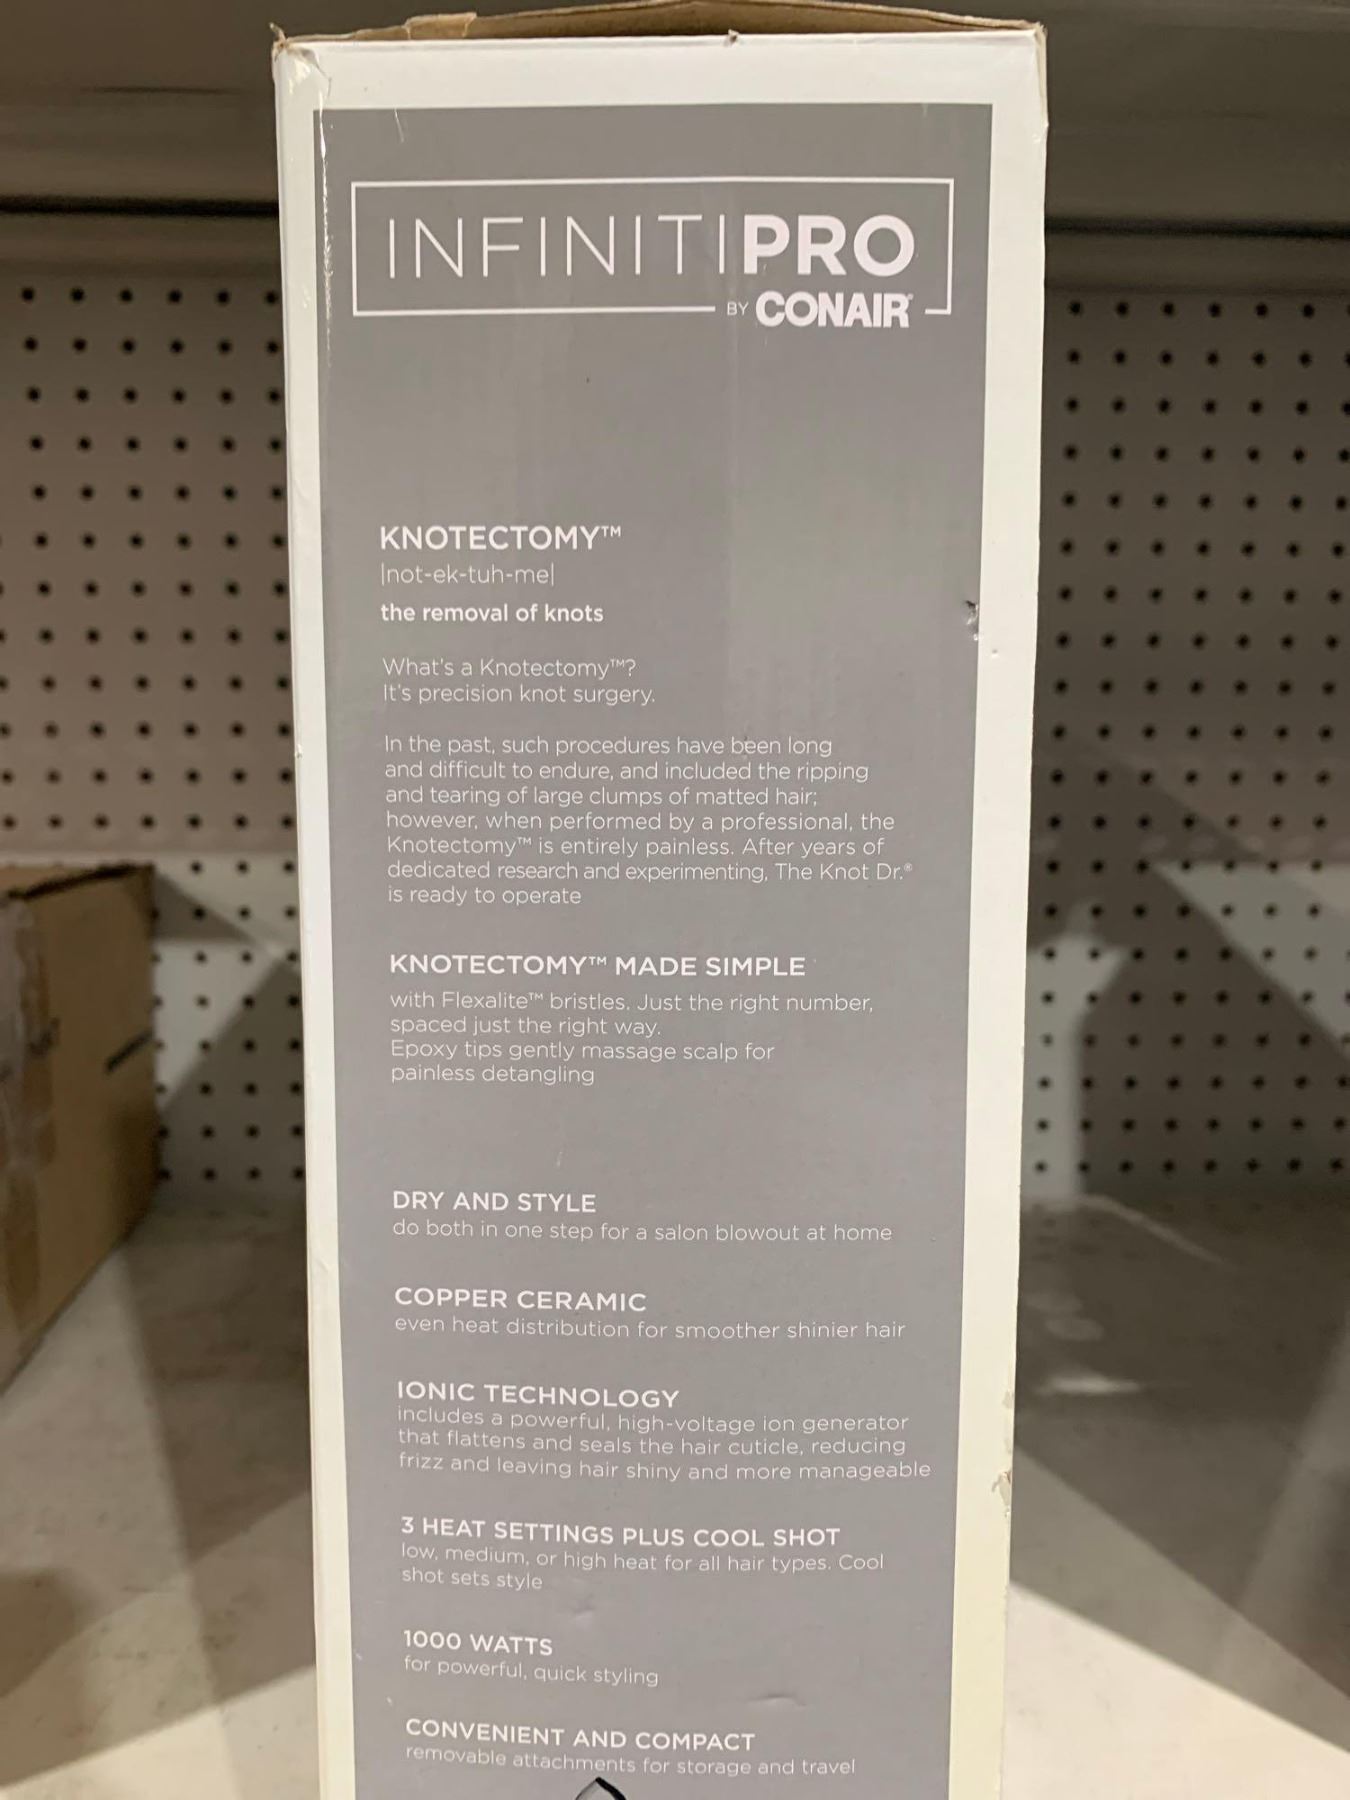 INFINITIPRO
BY CONAIR®
KNOTECTOMY™
|not-ek-tuh-me|
the removal of knots
What's a Knotectomy™?
It's precision knot surgery.
In the past, such procedures have been long
and difficult to endure, and included the ripping
and tearing of large clumps of matted hair;
however, when performed by a professional, the
Knotectomy™ is entirely painless. After years of
dedicated research and experimenting, The Knot Dr.®
is ready to operate
KNOTECTOMY™ MADE SIMPLE
with Flexalite™ bristles. Just the right number,
spaced just the right way.
Epoxy tips gently massage scalp for
painless detangling
DRY AND STYLE
do both in one step for a salon blowout at home
COPPER CERAMIC
even heat distribution for smoother shinier hair
IONIC TECHNOLOGY
includes a powerful, high-voltage ion generator
that flattens and seals the hair cuticle, reducing
frizz and leaving hair shiny and more manageable
3 HEAT SETTINGS PLUS COOL SHOT
low, medium, or high heat for all hair types. Cool
shot sets style
1000 WATTS
for powerful, quick styling
CONVENIENT AND COMPACT
removable attachments for storage and travel